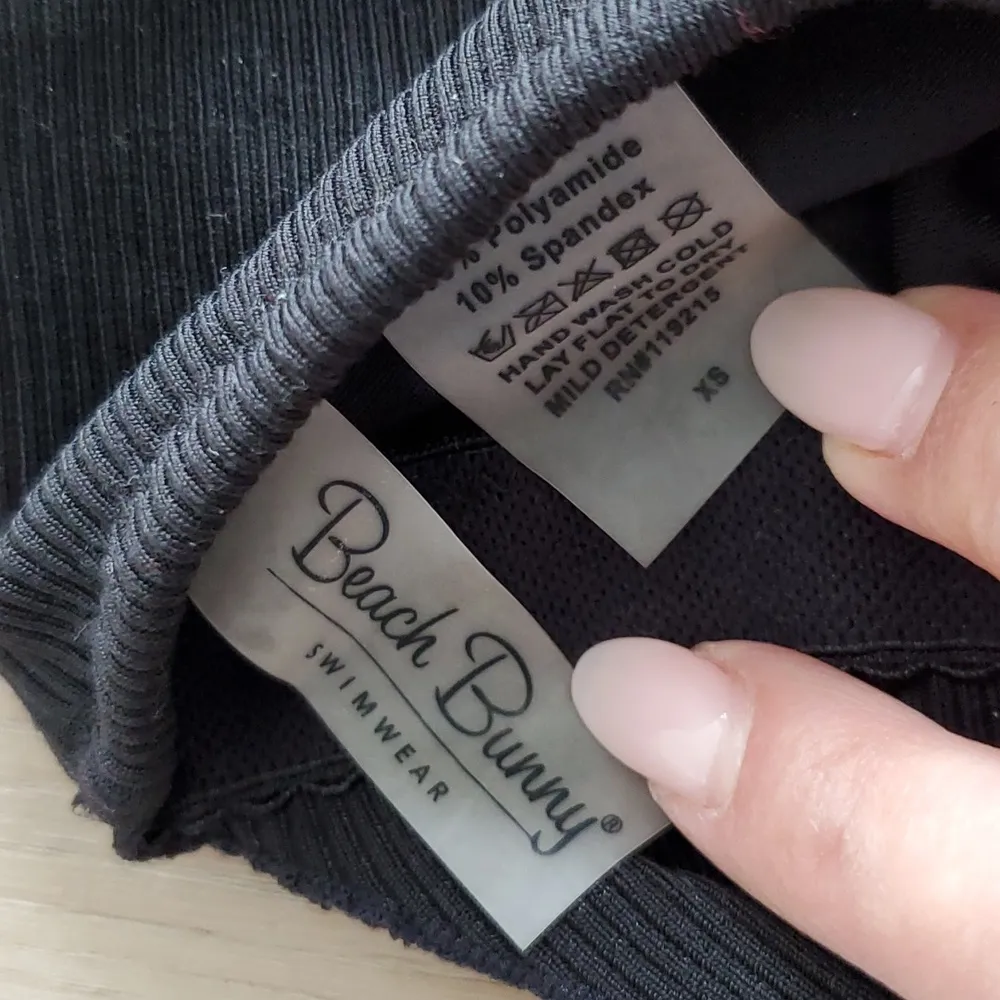 % Polyamide
10% Spandex
HAND WASH COLD
LAY FLAT TO DRY
MILD DETERGENT
RN#119215
XS
Beach Bunny®
SWIMWEAR